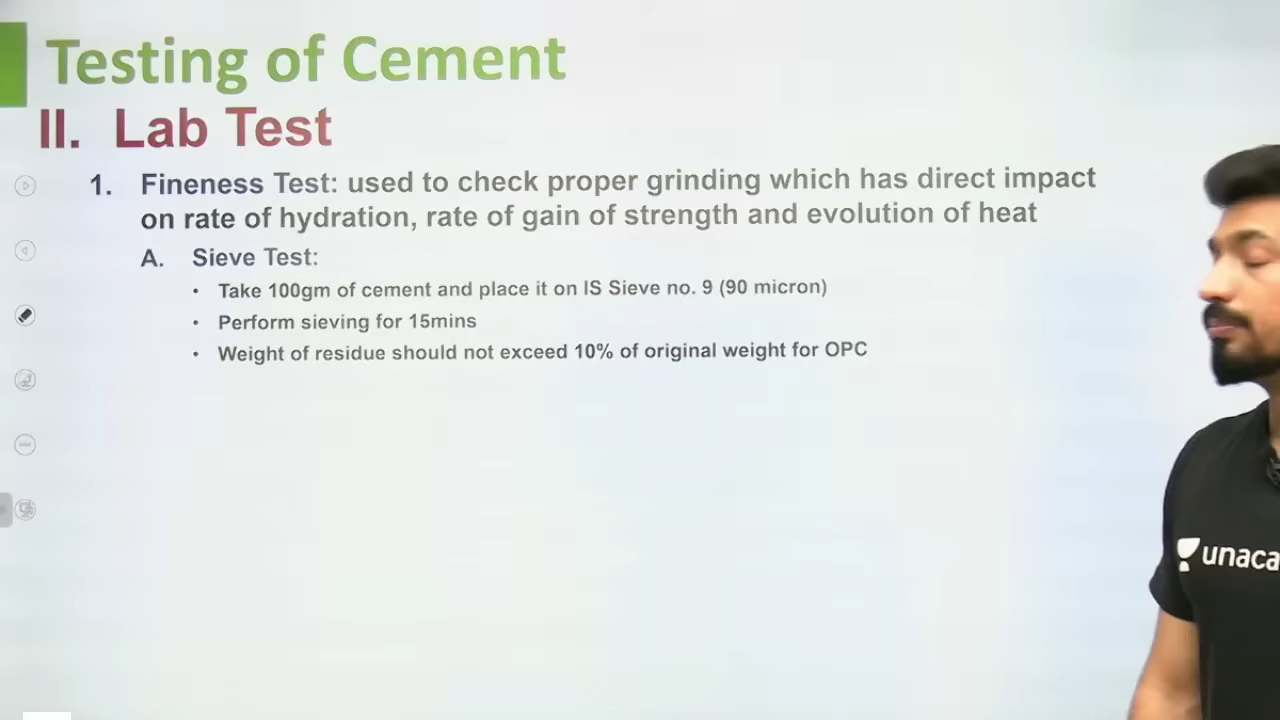 Testing of Cement
II. Lab Test
1. Fineness Test: used to check proper grinding which has direct impact
on rate of hydration, rate of gain of strength and evolution of heat
A. Sieve Test:
• Take 100gm of cement and place it on IS Sieve no. 9 (90 micron)
• Perform sieving for 15mins
• Weight of residue should not exceed 10% of original weight for OPC
unaca